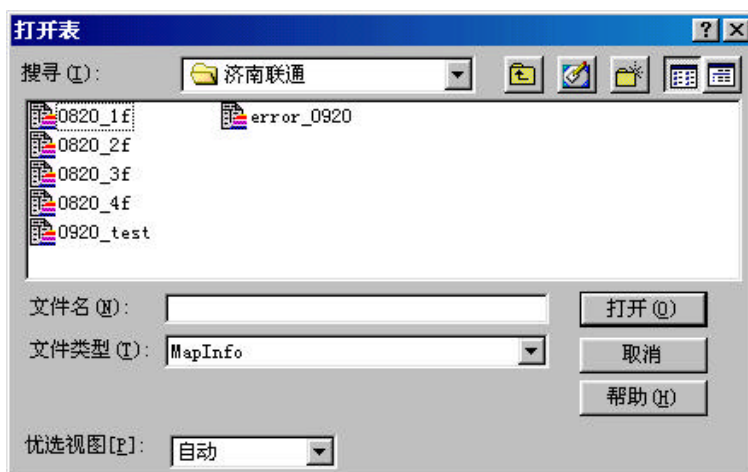 打开表
搜寻(I): 济南联通
0820_1f error_0920
0820_2f
0820_3f
0820_4f
0920_test
文件名(N): 打开(O)
文件类型(T): MapInfo 取消
帮助(H)
优选视图[P]: 自动